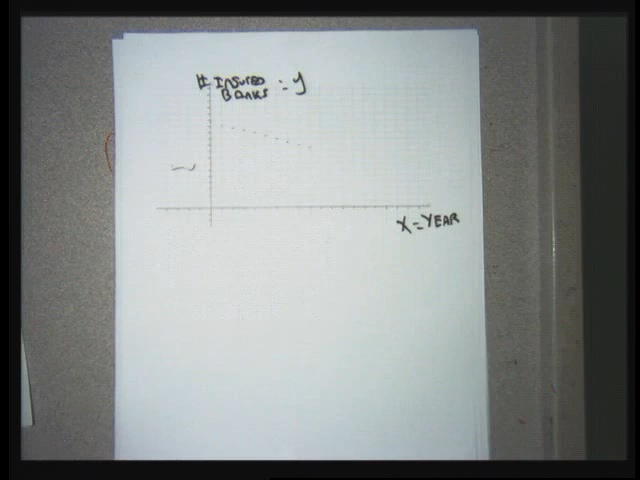 # INSURED
BANKS = y
X=YEAR